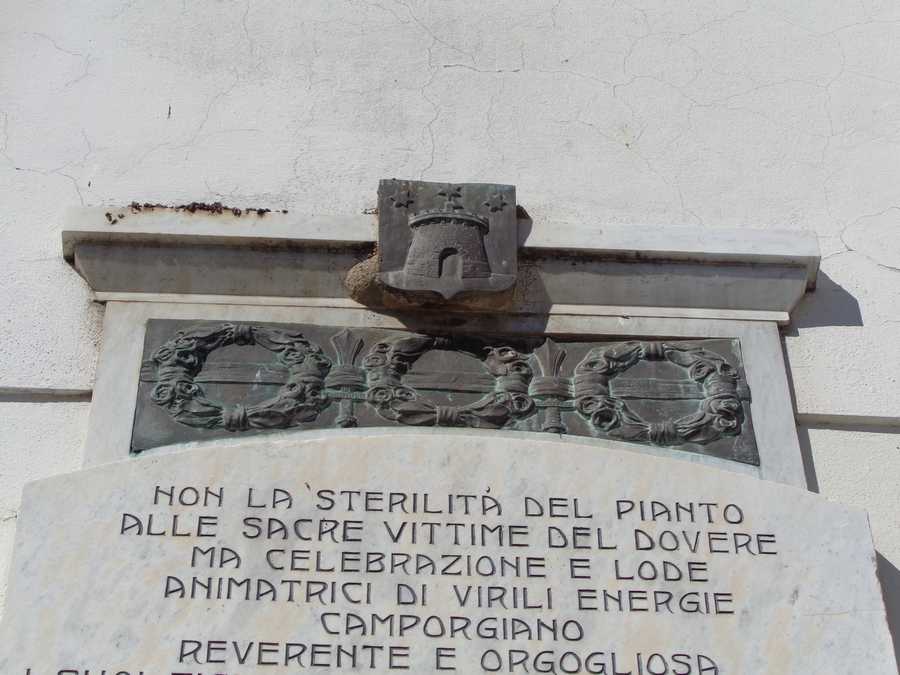 NON LA STERILITÀ DEL PIANTO
ALLE SACRE VITTIME DEL DOVERE
MA CELEBRAZIONE E LODE
ANIMATRICI DI VIRILI ENERGIE
CAMPORGIANO
REVERENTE E ORGOGLIOSA